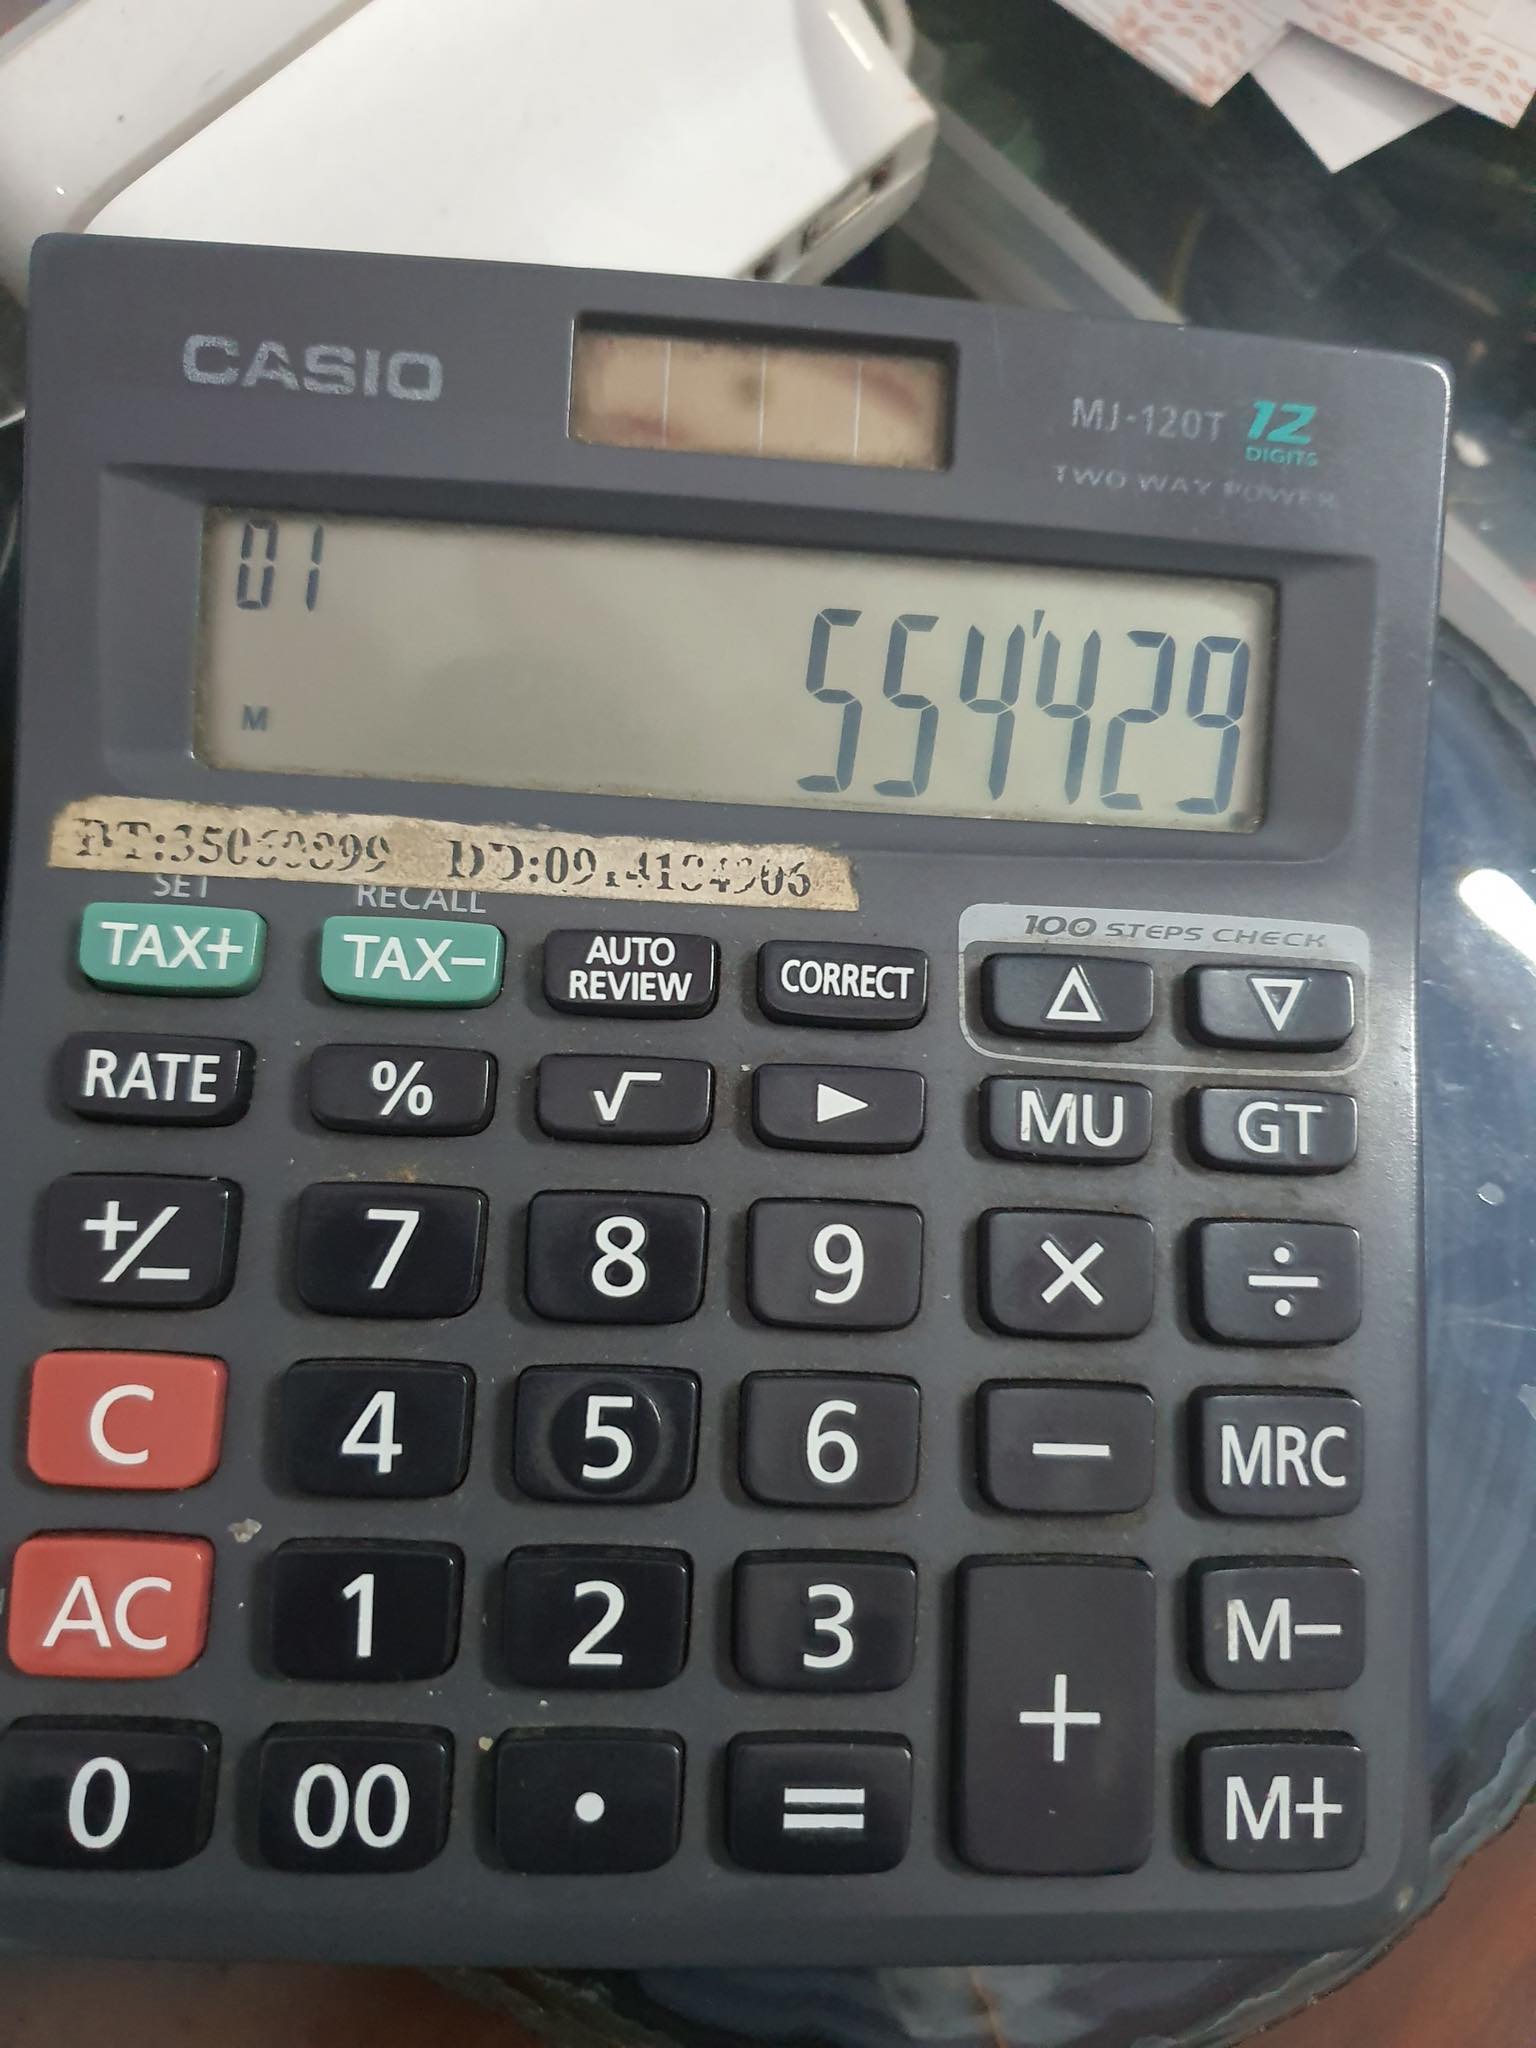 CASIO
MJ-120T 12
DIGITS
TWO WAY POWER
01
554'429
M
SET RECALL
100 STEPS CHECK
TAX+ TAX− AUTO REVIEW CORRECT △ ▽
RATE % √ ▶ MU GT
+/− 7 8 9 × ÷
C 4 5 6 − MRC
AC 1 2 3 + M−
0 00 . = M+